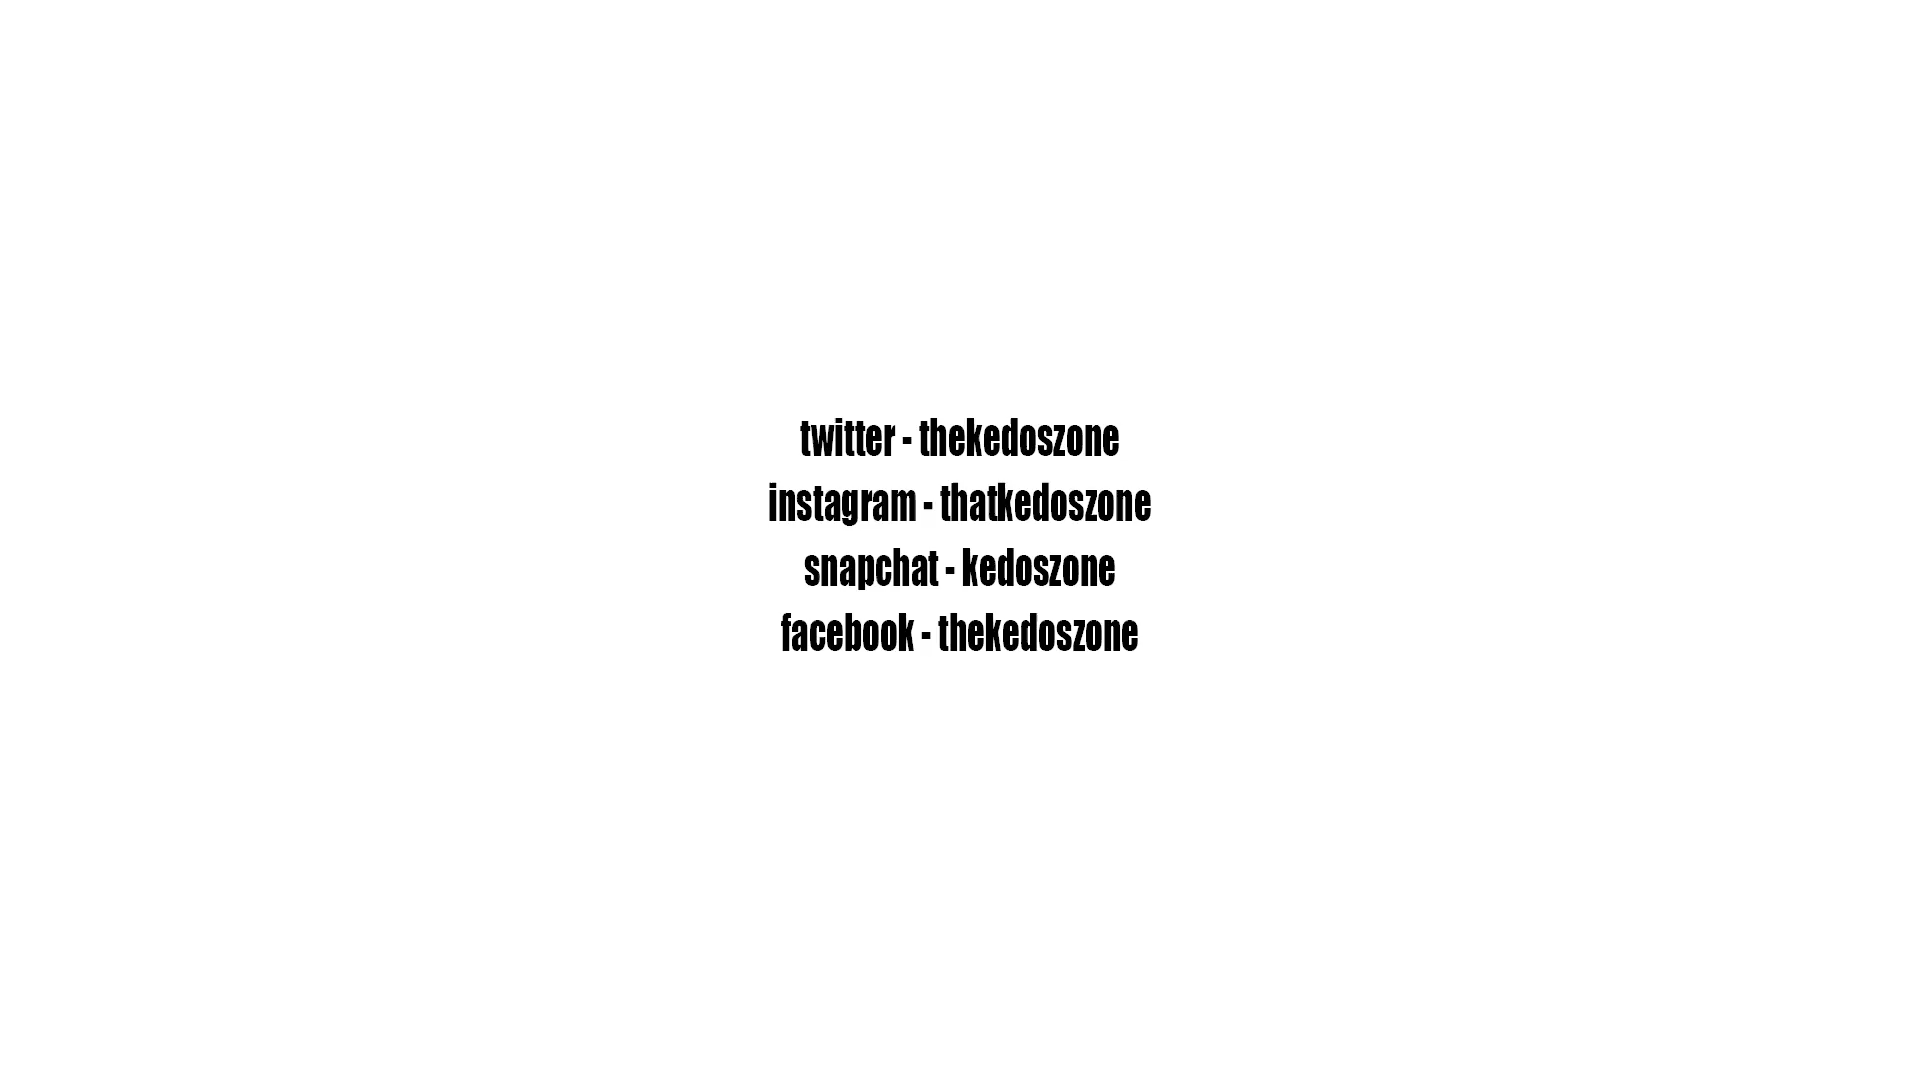 twitter - thekedoszone
instagram - thatkedoszone
snapchat - kedoszone
facebook - thekedoszone